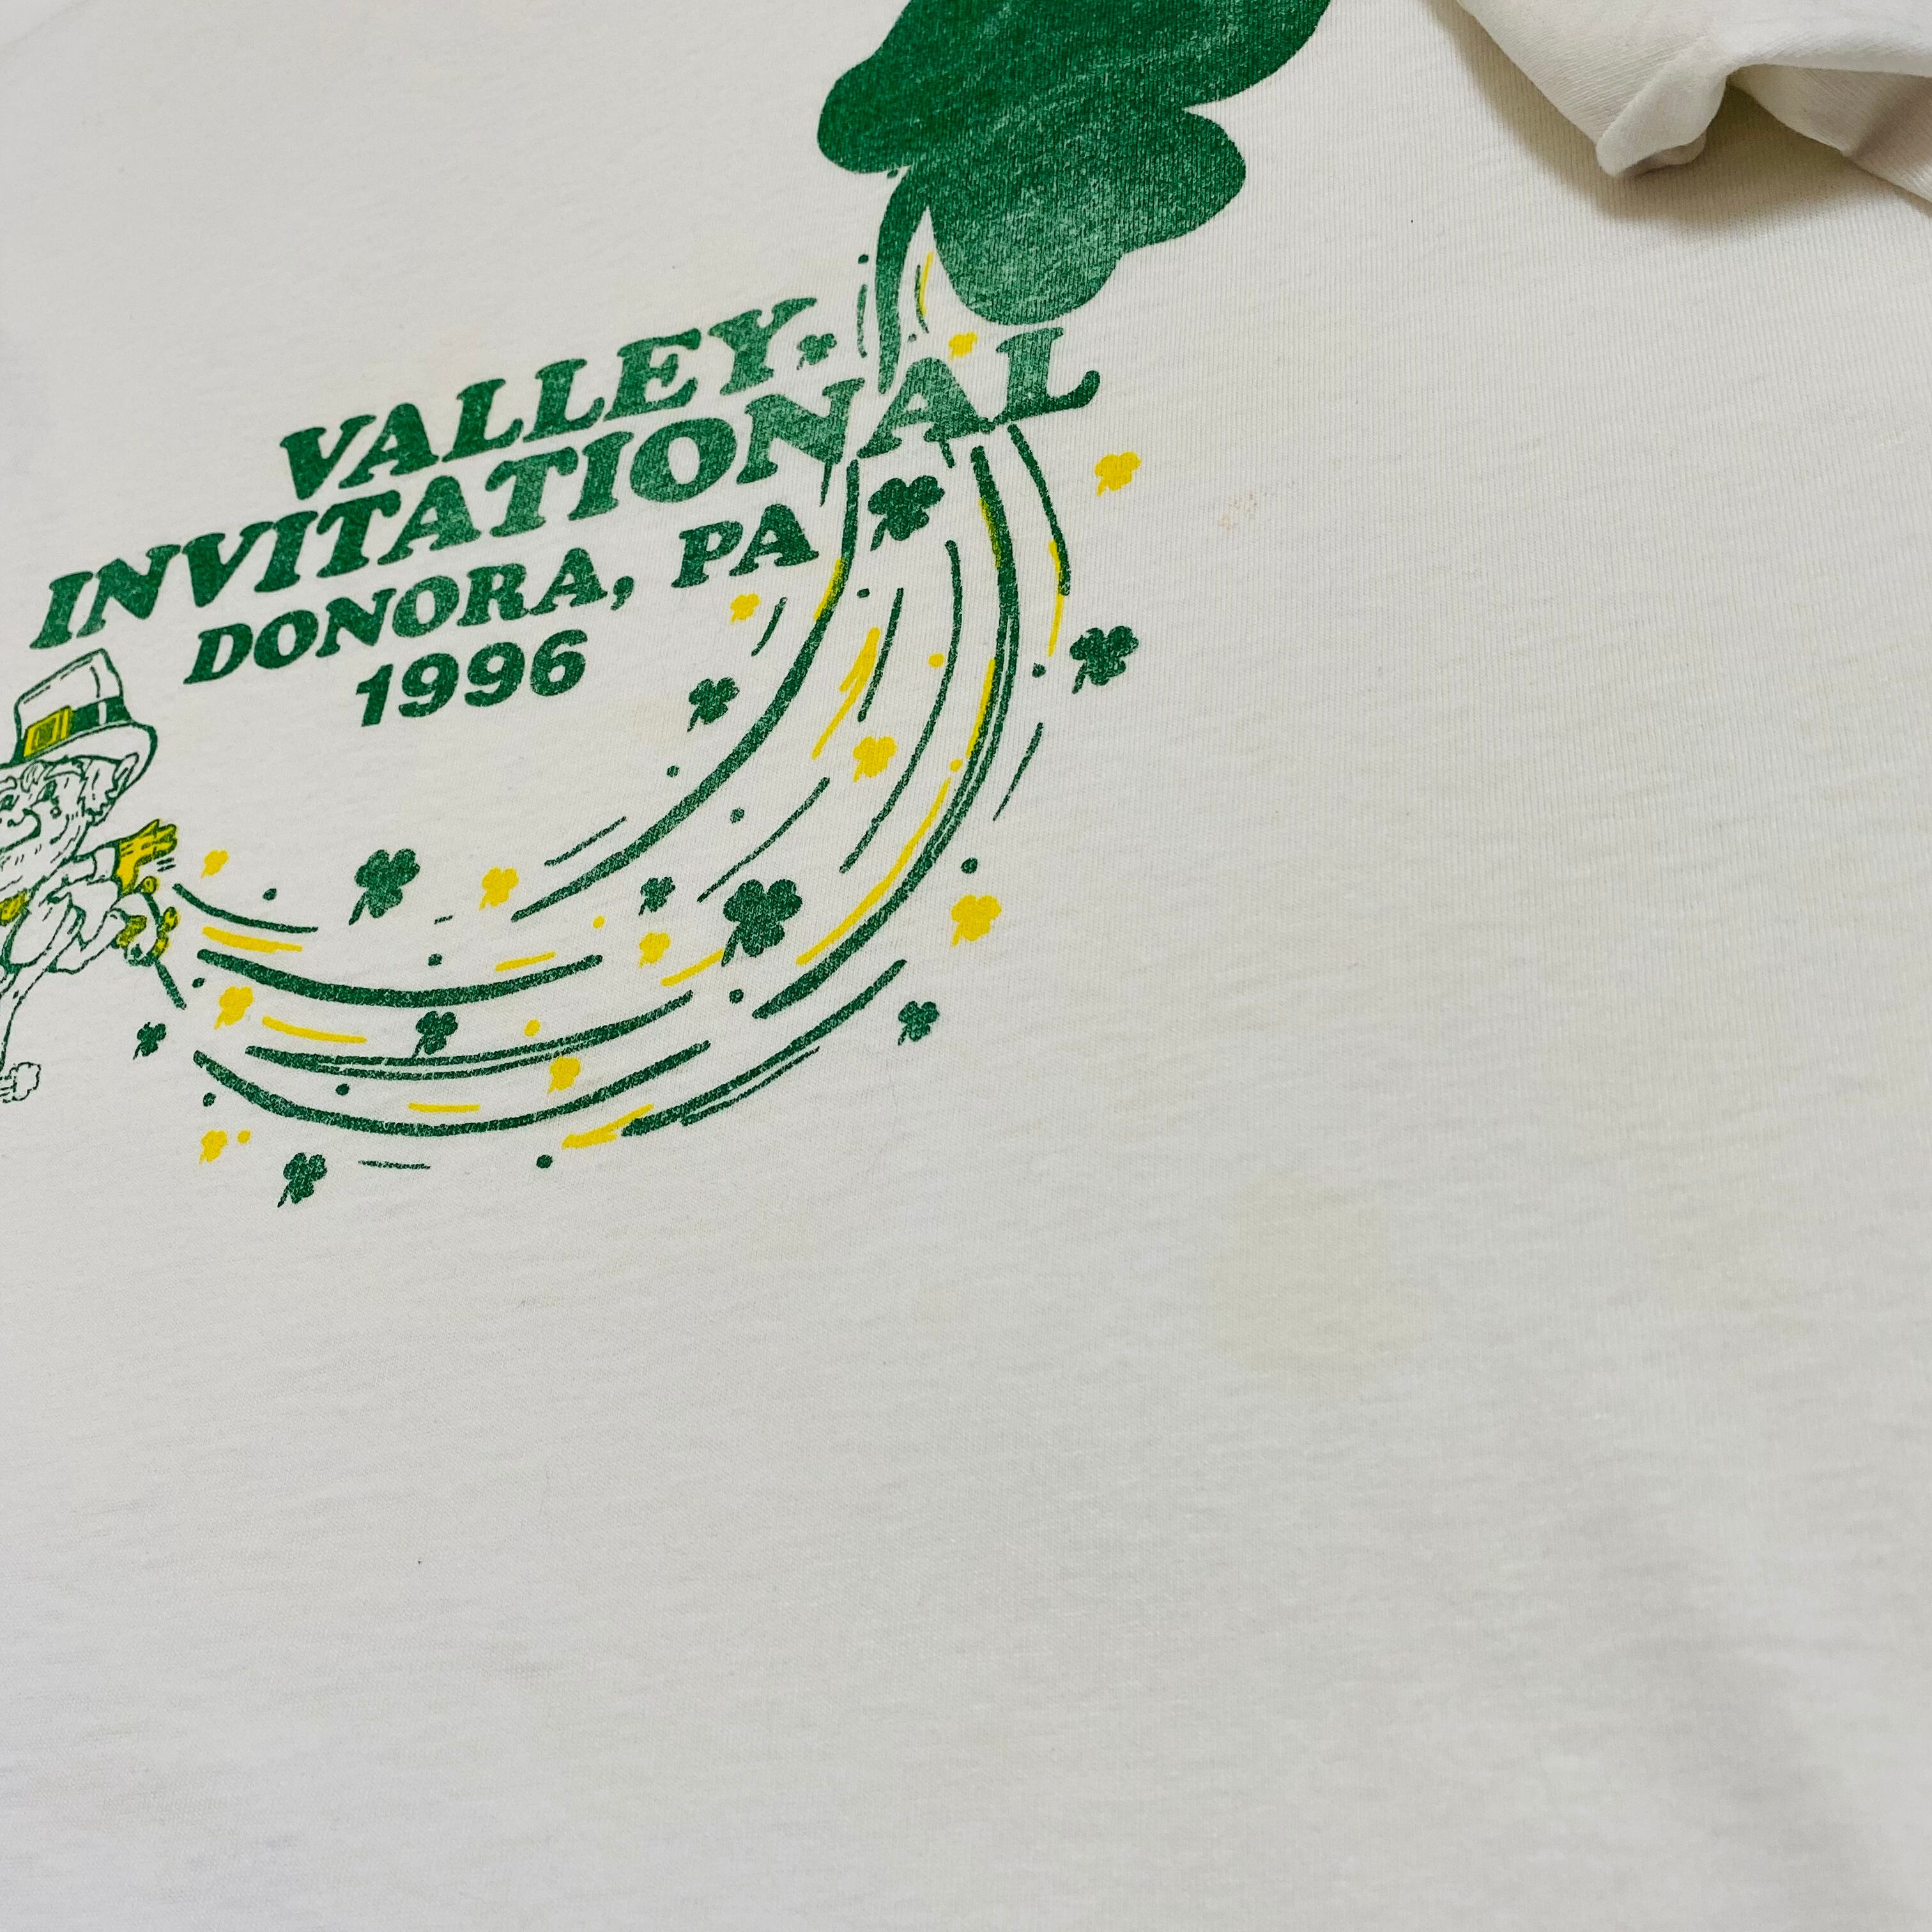 VALLEY
INVITATIONAL
DONORA, PA
1996